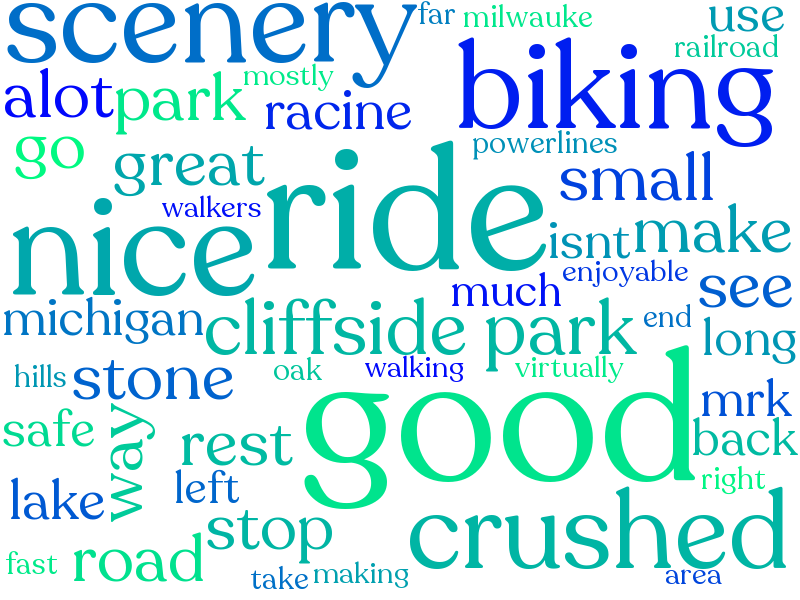 scenery far milwauke use
railroad
alot park mostly racine biking
go great powerlines small
walkers ride
nice isnt make
enjoyable
much see
michigan cliffside park end long
hills stone oak walking virtually
good mrk
safe way rest back
right
lake left
stop crushed
fast road
take making area